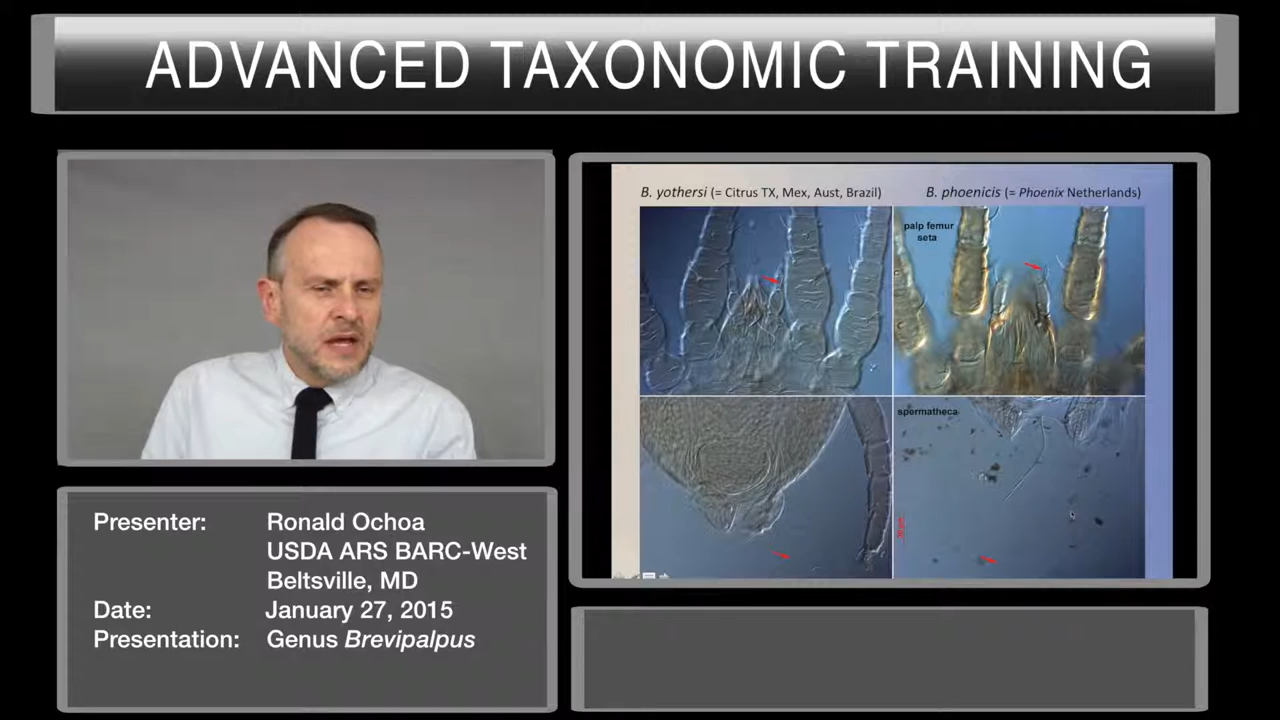 ADVANCED TAXONOMIC TRAINING
B. yothersi (= Citrus TX, Mex, Aust, Brazil)
B. phoenicis (= Phoenix Netherlands)
palp femur
seta
spermatheca
Presenter: Ronald Ochoa
USDA ARS BARC-West
Beltsville, MD
Date: January 27, 2015
Presentation: Genus Brevipalpus